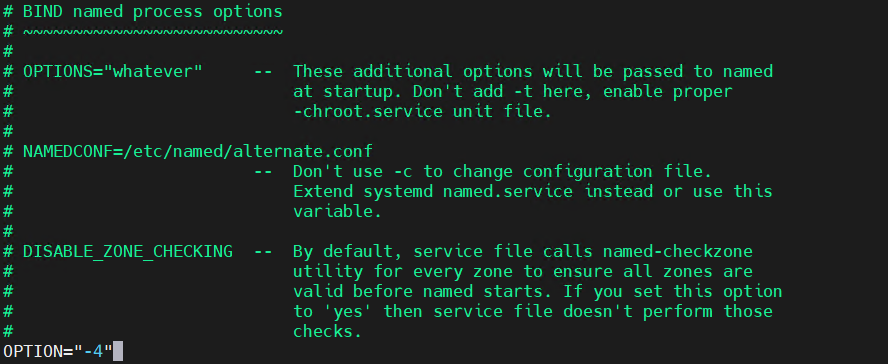 # BIND named process options
# ~~~~~~~~~~~~~~~~~~~~~~~~~~
#
# OPTIONS="whatever"     --  These additional options will be passed to named
#                            at startup. Don't add -t here, enable proper
#                            -chroot.service unit file.
#
# NAMEDCONF=/etc/named/alternate.conf
#                        --  Don't use -c to change configuration file.
#                            Extend systemd named.service instead or use this
#                            variable.
#
# DISABLE_ZONE_CHECKING  --  By default, service file calls named-checkzone
#                            utility for every zone to ensure all zones are
#                            valid before named starts. If you set this option
#                            to 'yes' then service file doesn't perform those
#                            checks.
OPTION="-4"